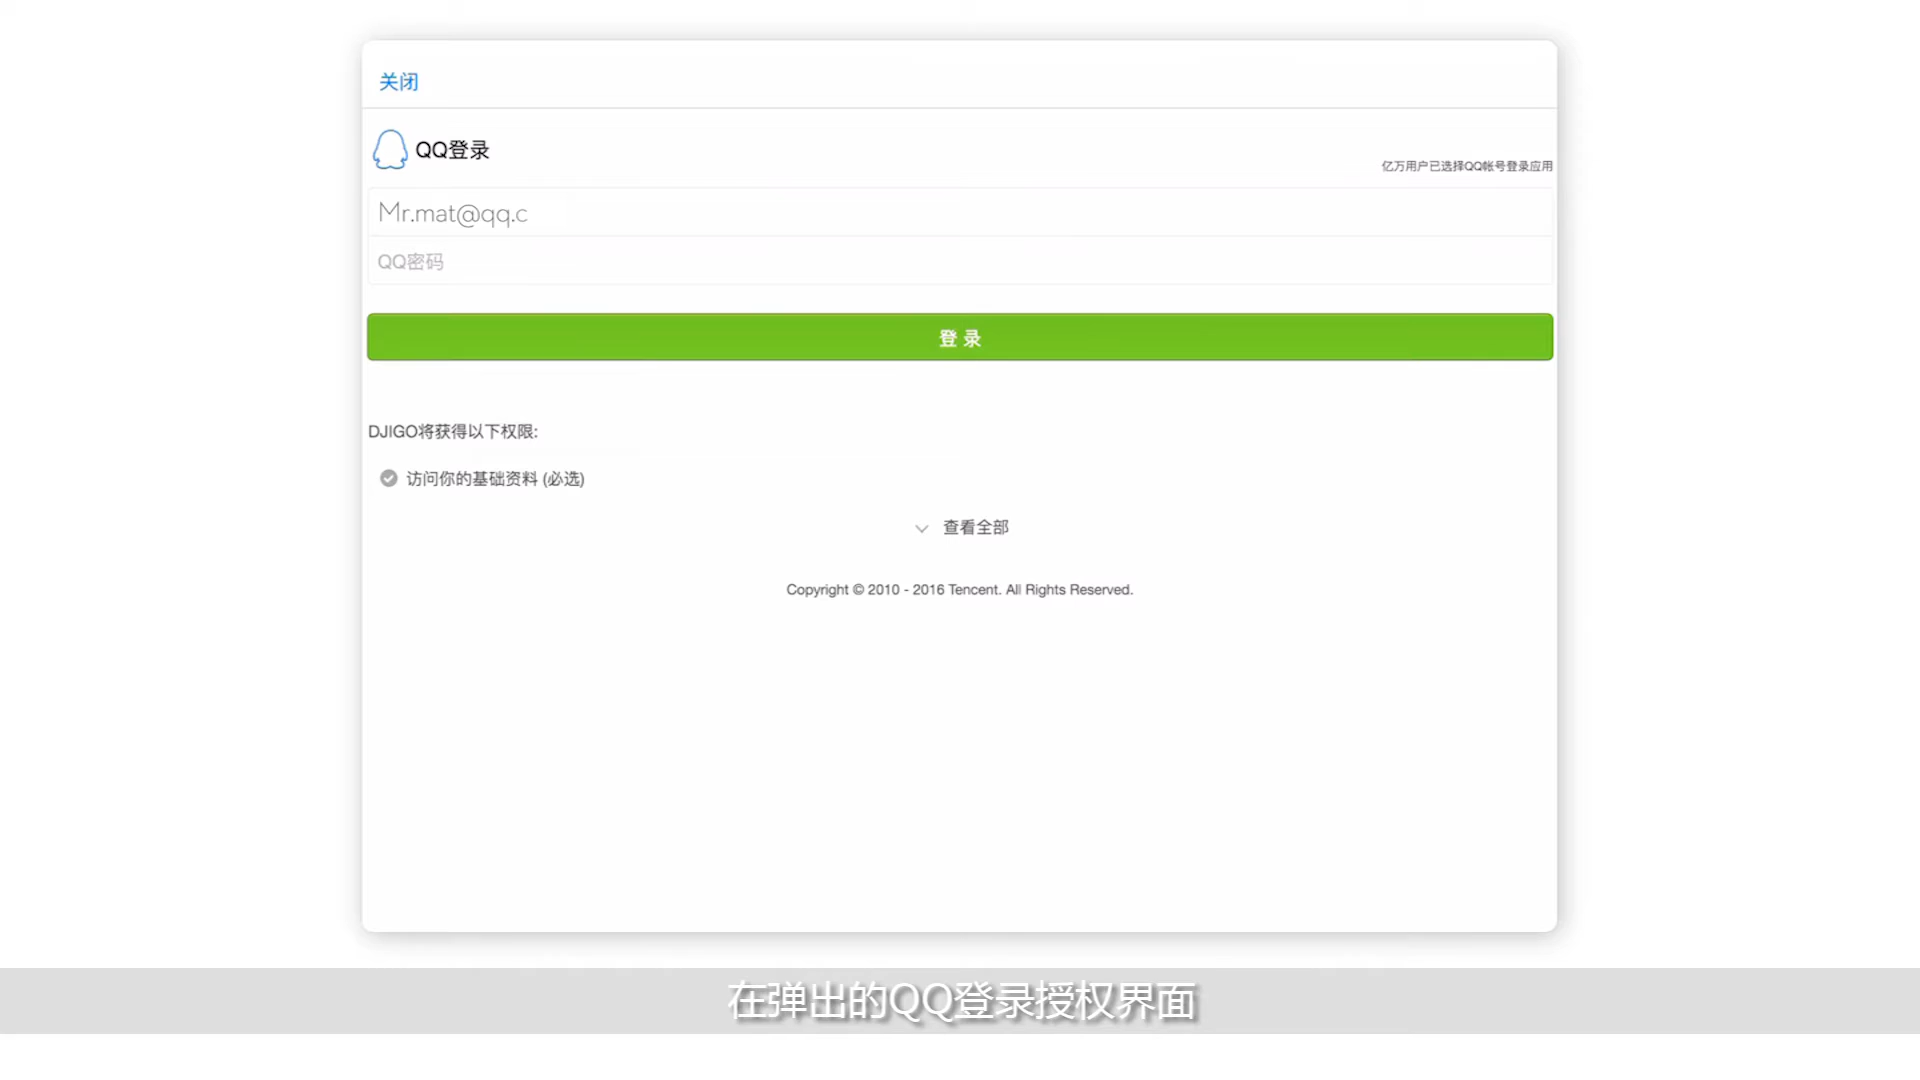 关闭
QQ登录
亿万用户已选择QQ帐号登录应用
Mr.mat@qq.c
QQ密码
登 录
DJIGO将获得以下权限:
访问你的基础资料 (必选)
查看全部
Copyright © 2010 - 2016 Tencent. All Rights Reserved.
在弹出的QQ登录授权界面